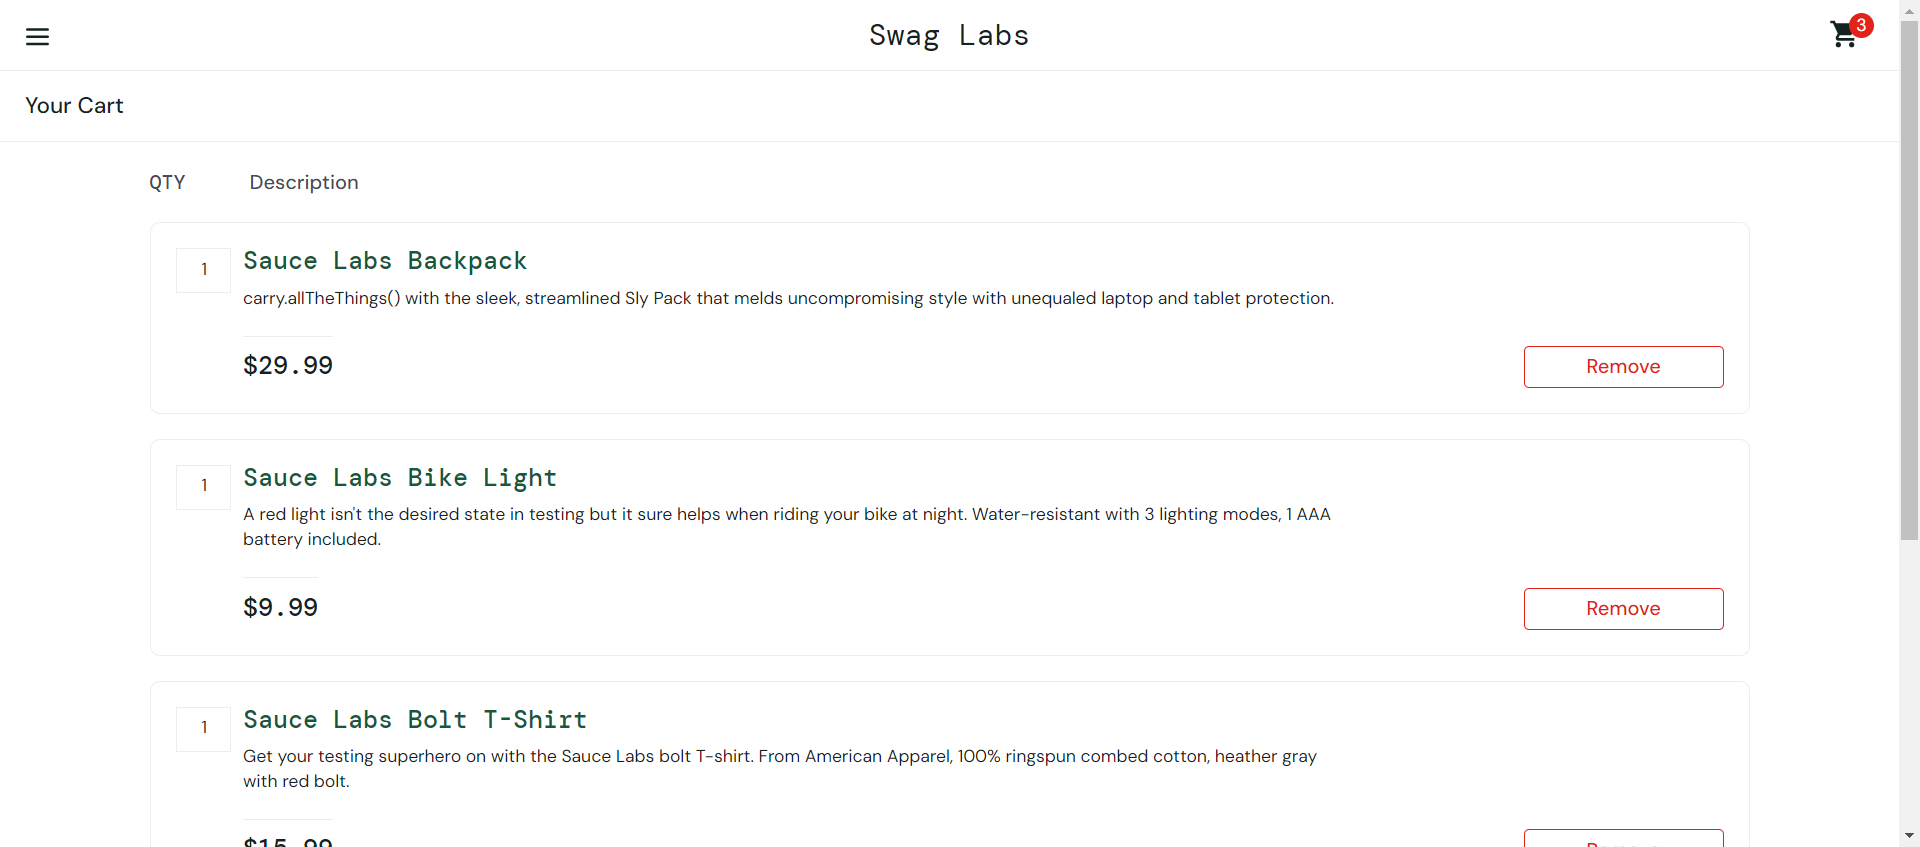 Swag Labs
3
Your Cart
QTY Description
1
Sauce Labs Backpack
carry.allTheThings() with the sleek, streamlined Sly Pack that melds uncompromising style with unequaled laptop and tablet protection.
$29.99
Remove
1
Sauce Labs Bike Light
A red light isn't the desired state in testing but it sure helps when riding your bike at night. Water-resistant with 3 lighting modes, 1 AAA
battery included.
$9.99
Remove
1
Sauce Labs Bolt T-Shirt
Get your testing superhero on with the Sauce Labs bolt T-shirt. From American Apparel, 100% ringspun combed cotton, heather gray
with red bolt.
$15.99
Remove